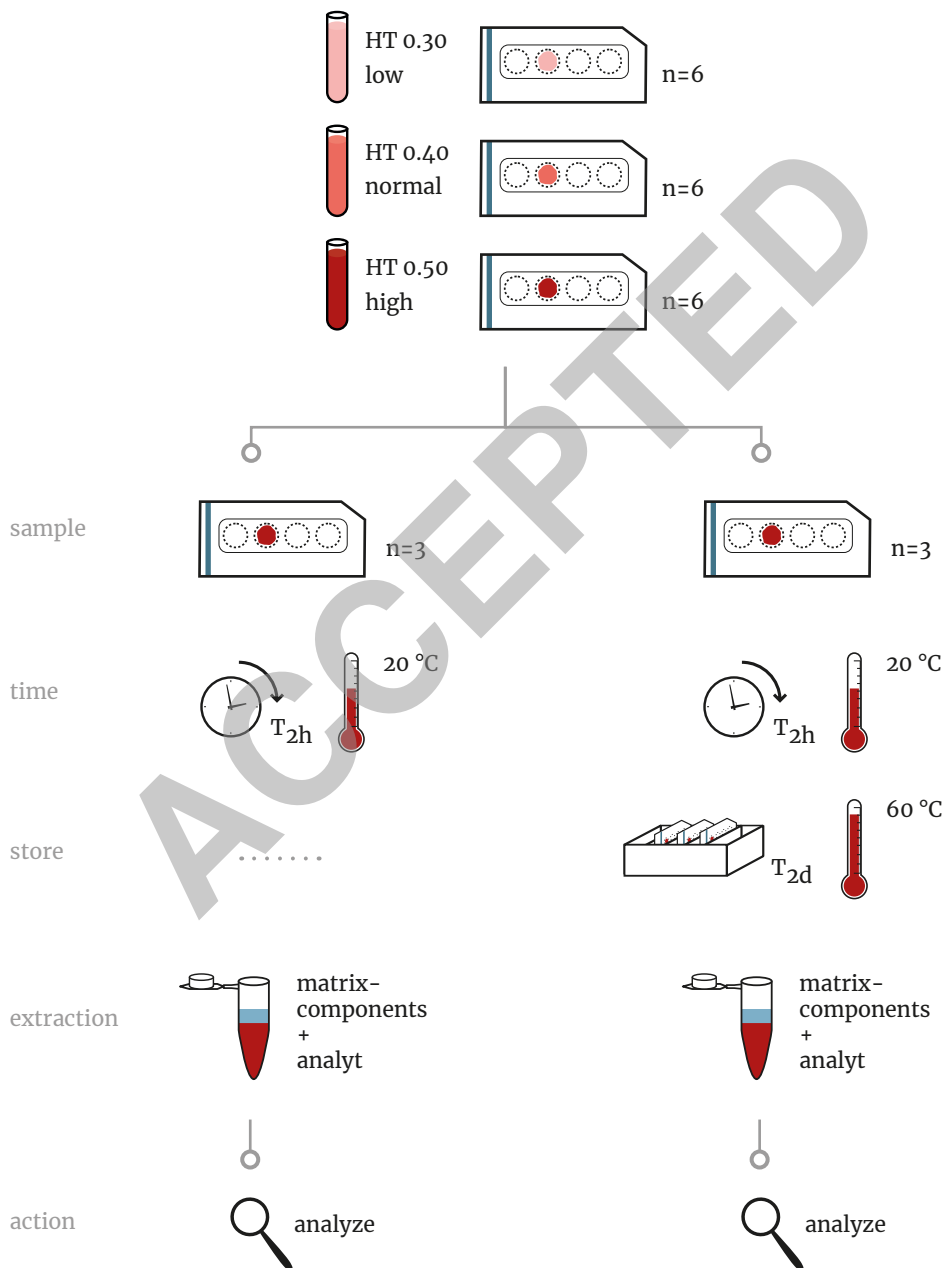 HT 0.30
low
n=6
HT 0.40
normal
n=6
HT 0.50
high
n=6
ACCEPTED
sample
n=3
n=3
time
T2h
20 °C
T2h
20 °C
store
.......
T2d
60 °C
extraction
matrix-
components
+
analyt
matrix-
components
+
analyt
action
analyze
analyze